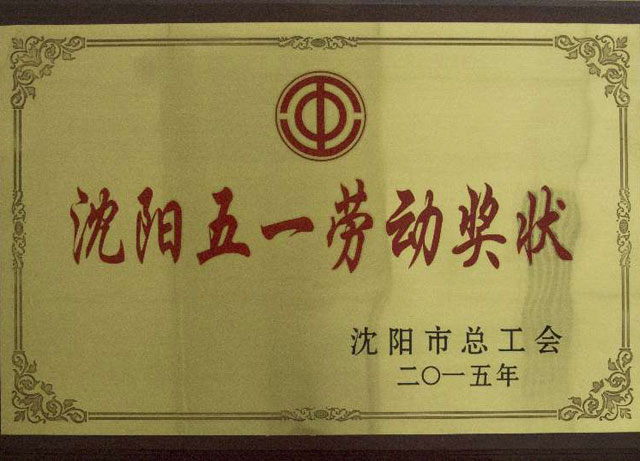 沈阳五一劳动奖状
沈阳市总工会
二〇一五年